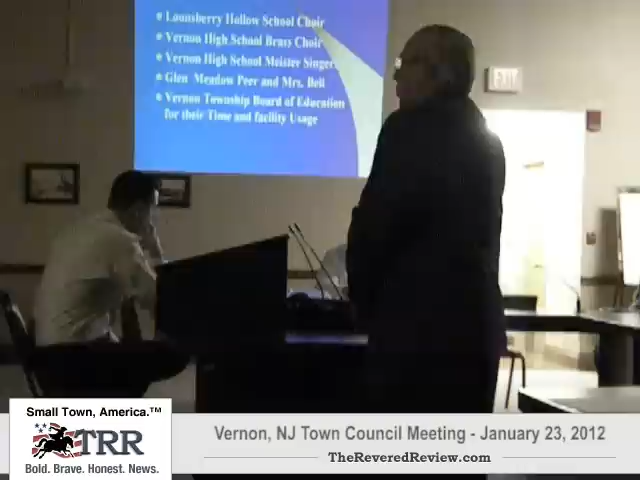 Lounsberry Hollow School Choir
Vernon High School Brass Choir
Vernon High School Meister Singers
Glen Meadow Peer and Mrs. Bell
Vernon Township Board of Education
for their Time and facility Usage
EXIT
Small Town, America.™
TRR
Bold. Brave. Honest. News.
Vernon, NJ Town Council Meeting - January 23, 2012
TheReveredReview.com